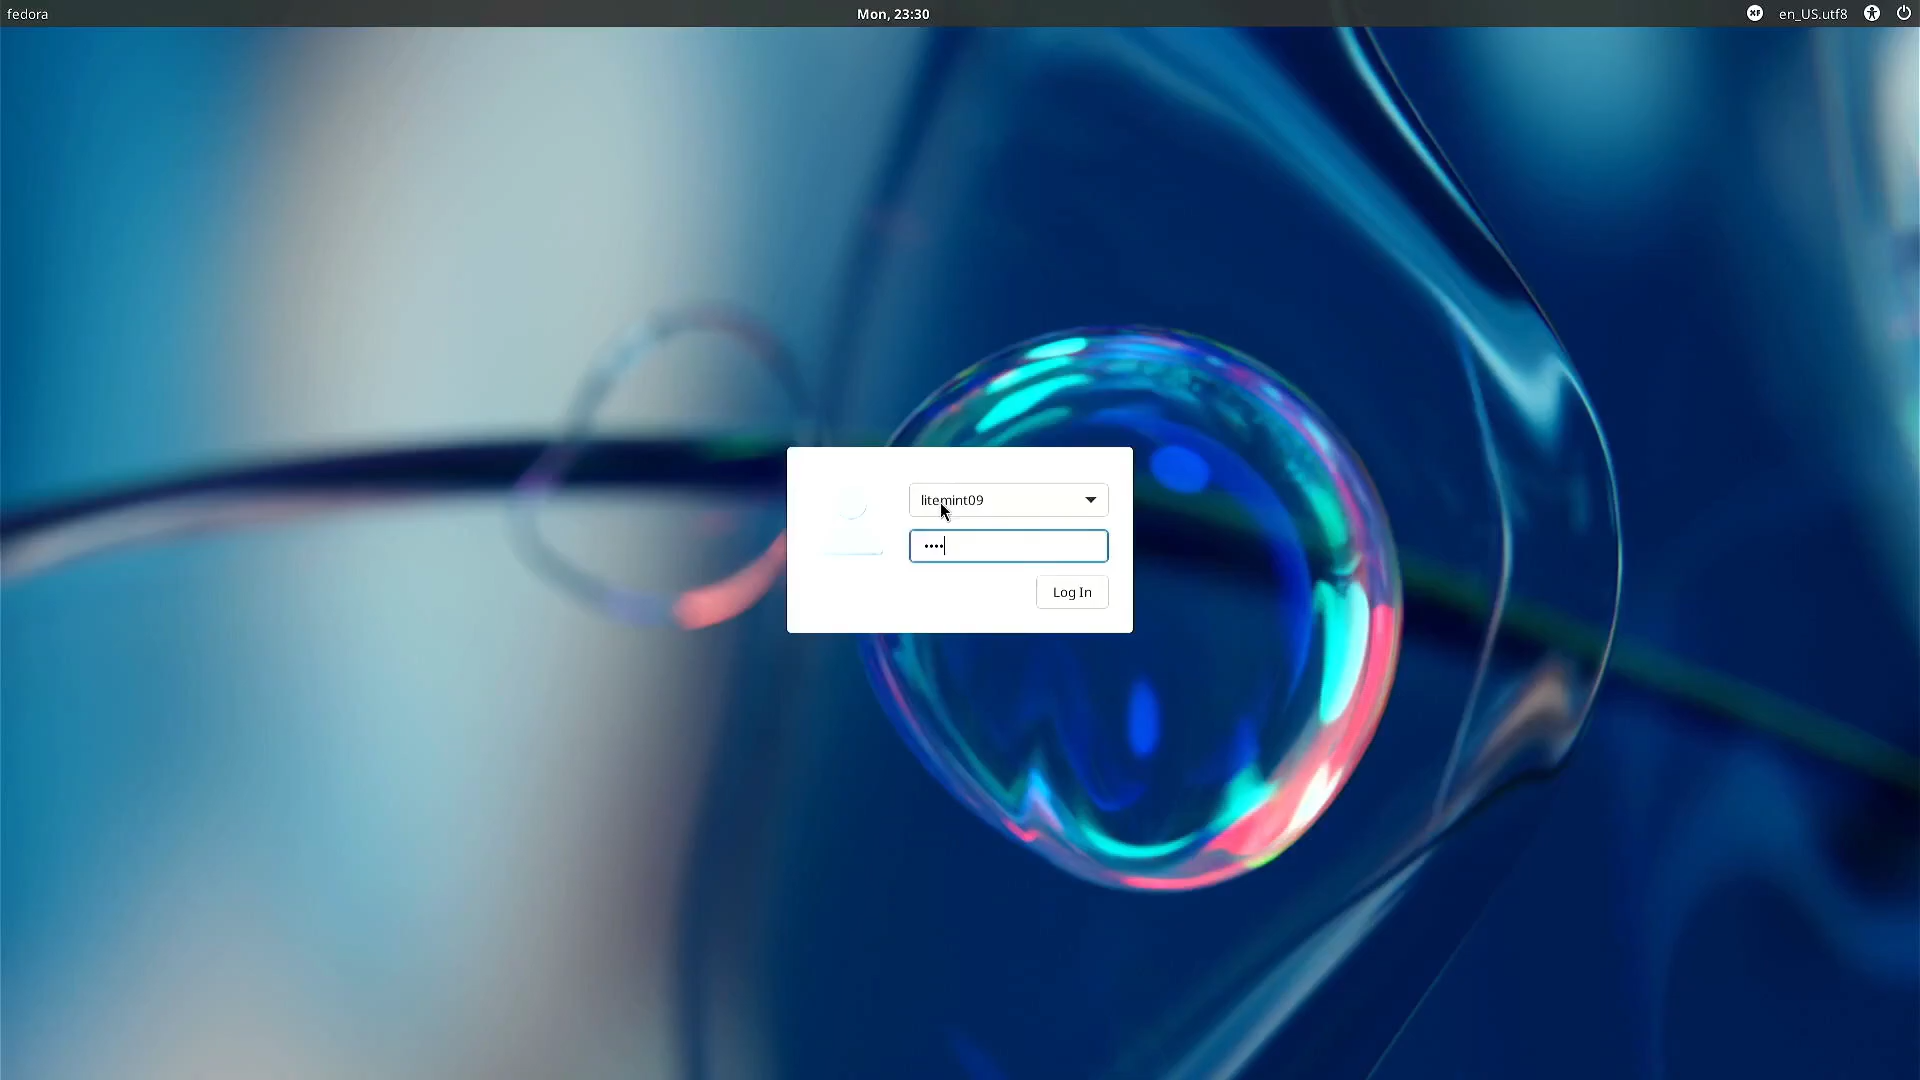 fedora
Mon, 23:30
en_US.utf8
litemint09
••••
Log In